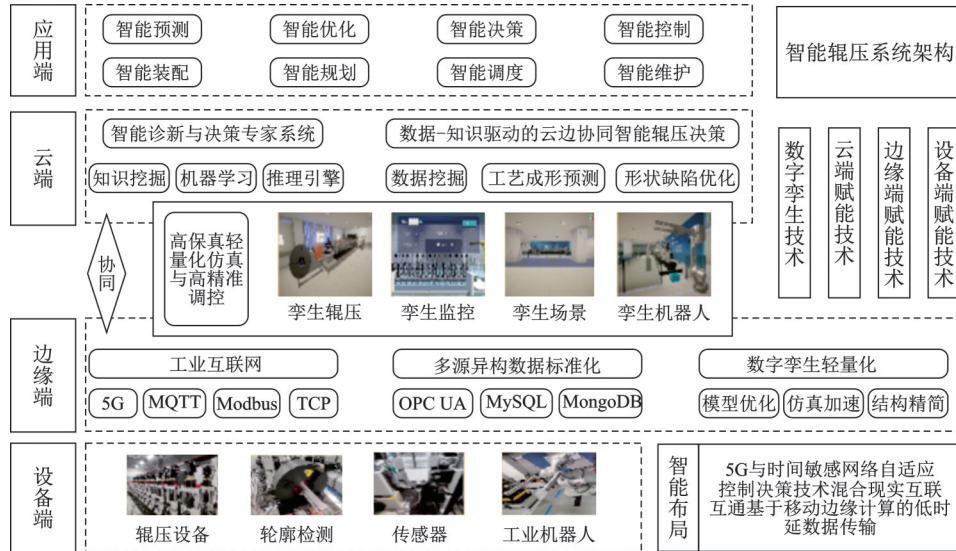 应用端
智能预测
智能优化
智能决策
智能控制
智能装配
智能规划
智能调度
智能维护
智能辊压系统架构
云端
智能诊新与决策专家系统
数据-知识驱动的云边协同智能辊压决策
知识挖掘
机器学习
推理引擎
数据挖掘
工艺成形预测
形状缺陷优化
数字孪生技术
云端赋能技术
边缘端赋能技术
设备端赋能技术
协同
高保真轻
量化仿真
与高精准
调控
孪生辊压
孪生监控
孪生场景
孪生机器人
边缘端
工业互联网
多源异构数据标准化
数字孪生轻量化
5G
MQTT
Modbus
TCP
OPC UA
MySQL
MongoDB
模型优化
仿真加速
结构精简
设备端
辊压设备
轮廓检测
传感器
工业机器人
智能布局
5G与时间敏感网络自适应
控制决策技术混合现实互联
互通基于移动边缘计算的低时
延数据传输